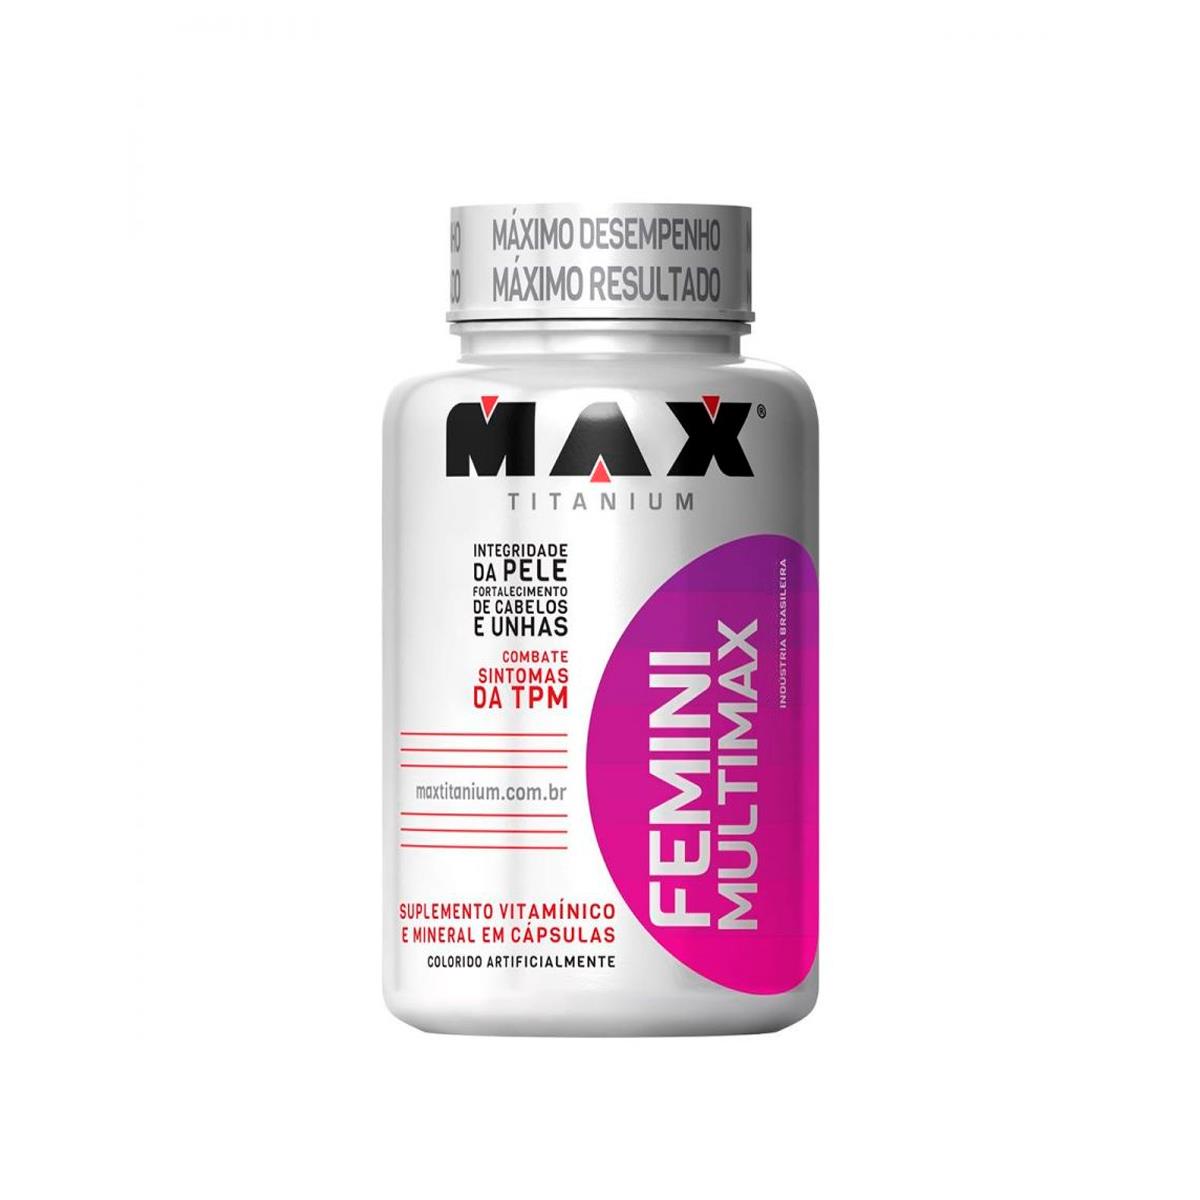 MÁXIMO DESEMPENHO
MÁXIMO RESULTADO
MAX®
TITANIUM
INTEGRIDADE
DA PELE
FORTALECIMENTO
DE CABELOS
E UNHAS
COMBATE
SINTOMAS
DA TPM
maxtitanium.com.br
SUPLEMENTO VITAMÍNICO
E MINERAL EM CÁPSULAS
COLORIDO ARTIFICIALMENTE
FEMINI
MULTIMAX
INDÚSTRIA BRASILEIRA